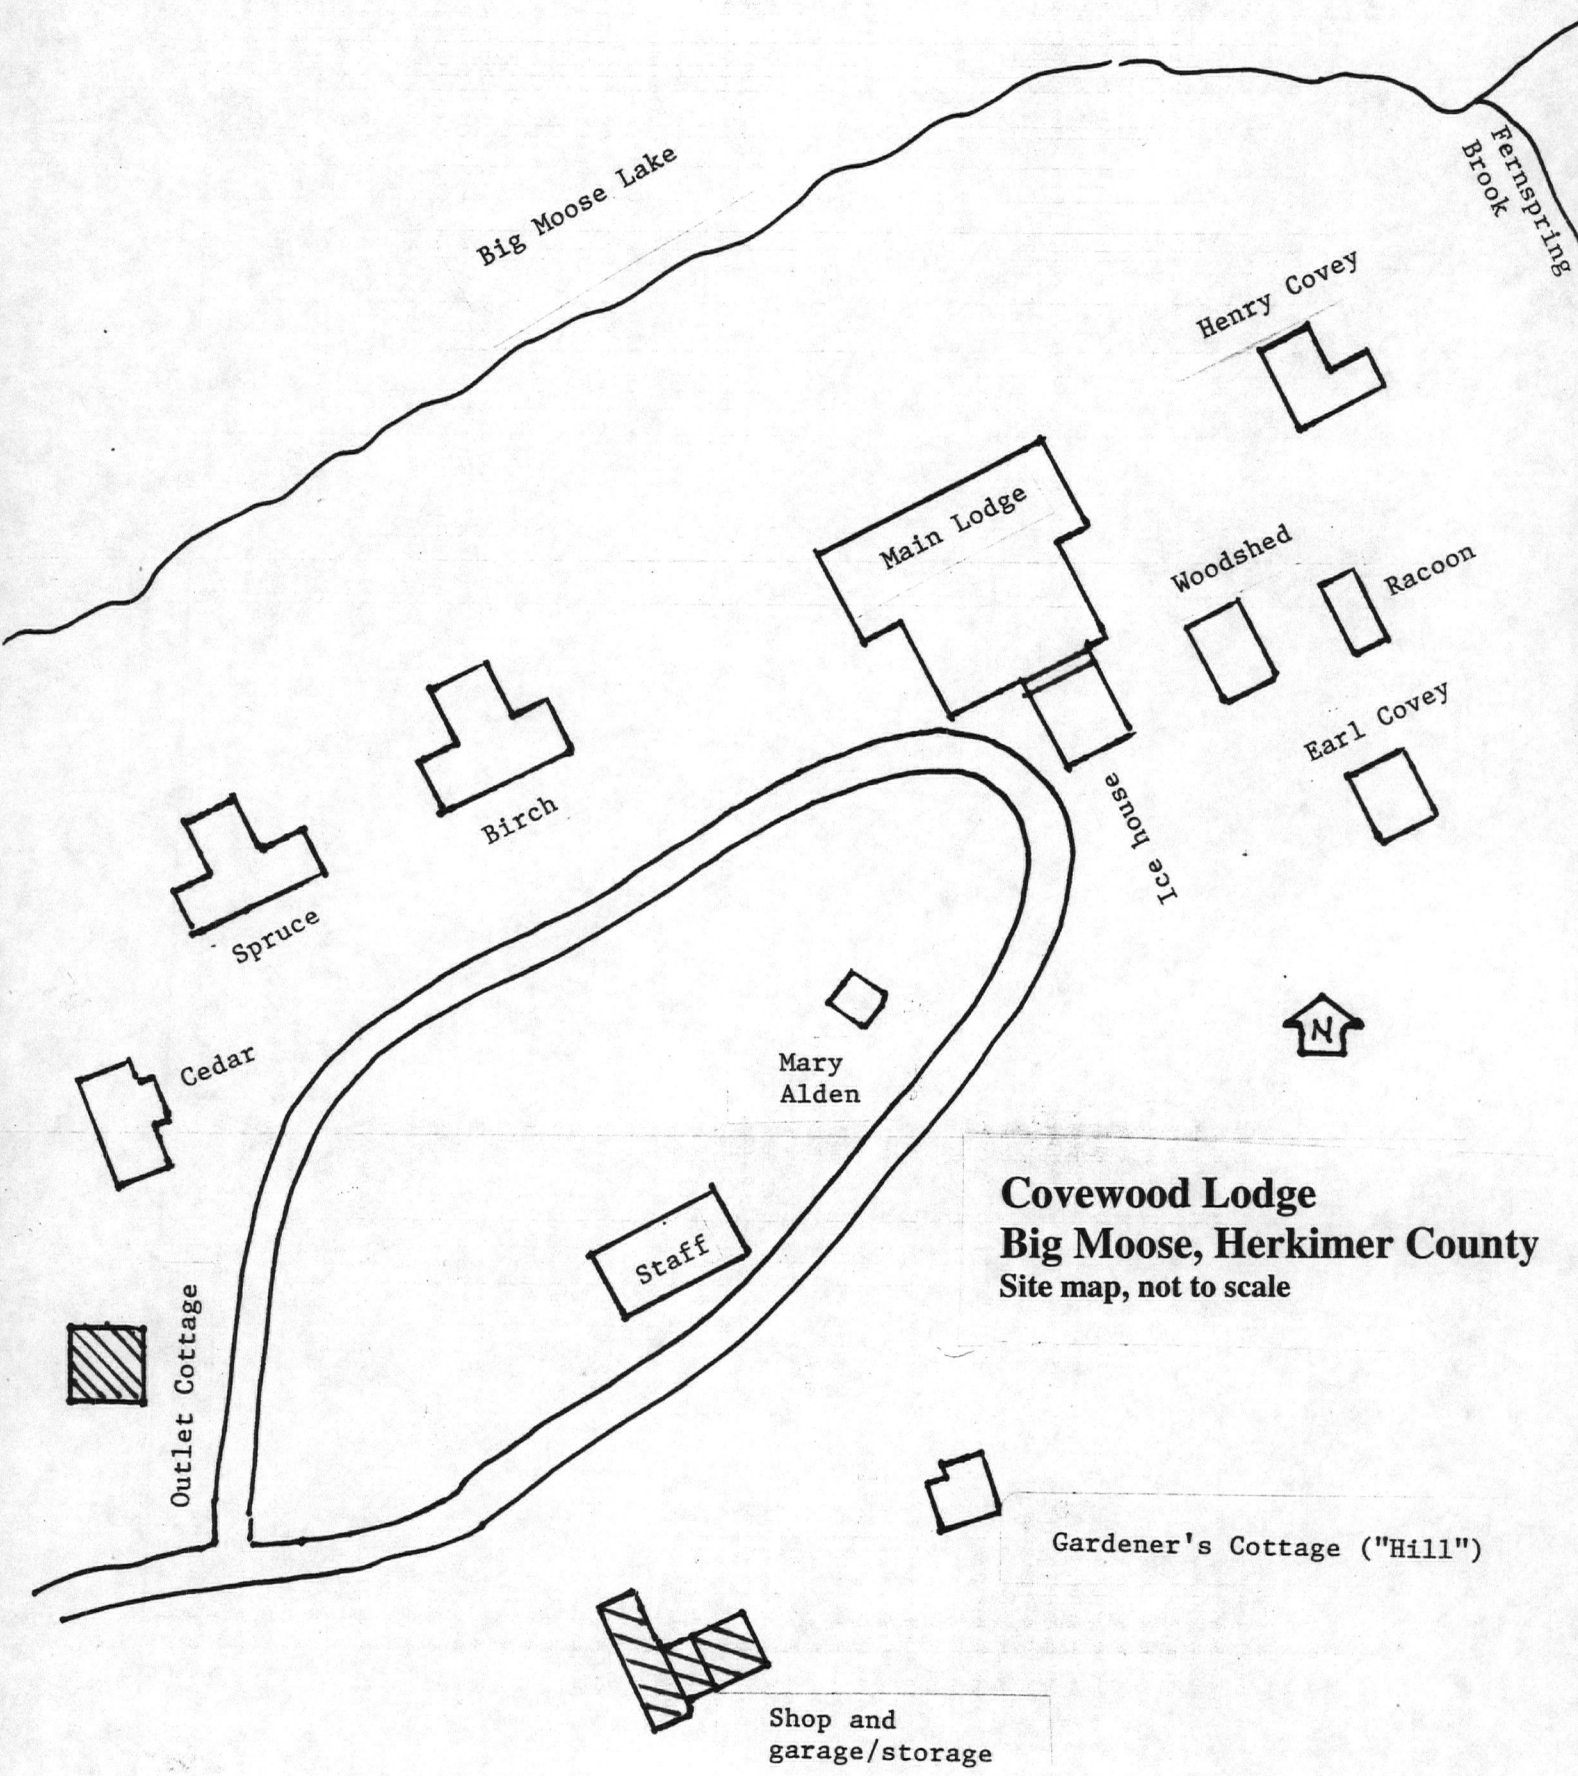 Big Moose Lake
Fernspring
Brook
Henry Covey
Main Lodge
Woodshed
Racoon
Earl Covey
Ice house
Birch
Spruce
Cedar
Mary
Alden
N
Covewood Lodge
Big Moose, Herkimer County
Site map, not to scale
Staff
Outlet Cottage
Gardener's Cottage ("Hill")
Shop and
garage/storage